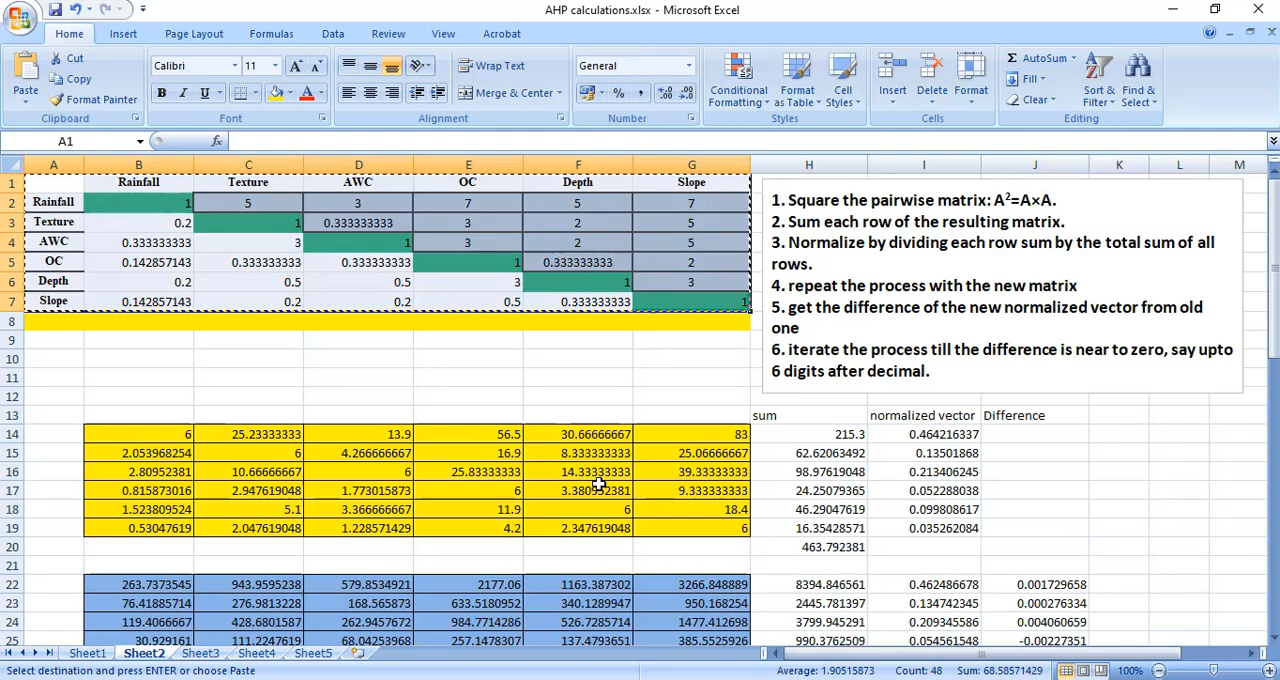 AHP calculations.xlsx - Microsoft Excel
Home Insert Page Layout Formulas Data Review View Acrobat
Paste
Cut
Copy
Format Painter
Clipboard
Calibri 11
B I U
Font
Wrap Text
Merge & Center
Alignment
General
Number
Conditional Formatting
Format as Table
Cell Styles
Styles
Insert Delete Format
Cells
Σ AutoSum
Fill
Clear
Sort & Filter
Find & Select
Editing
A1 fx
A B C D E F G H I J K L M
1 Rainfall Texture AWC OC Depth Slope
2 Rainfall 1 5 3 7 5 7
3 Texture 0.2 1 0.333333333 3 2 5
4 AWC 0.333333333 3 1 3 2 5
5 OC 0.142857143 0.333333333 0.333333333 1 0.333333333 2
6 Depth 0.2 0.5 0.5 3 1 3
7 Slope 0.142857143 0.2 0.2 0.5 0.333333333 1
8
9
10
11
12
1. Square the pairwise matrix: A²=A×A.
2. Sum each row of the resulting matrix.
3. Normalize by dividing each row sum by the total sum of all
rows.
4. repeat the process with the new matrix
5. get the difference of the new normalized vector from old
one
6. iterate the process till the difference is near to zero, say upto
6 digits after decimal.
13 sum normalized vector Difference
14 6 25.23333333 13.9 56.5 30.66666667 83 215.3 0.464216337
15 2.053968254 6 4.266666667 16.9 8.333333333 25.06666667 62.62063492 0.13501868
16 2.80952381 10.66666667 6 25.83333333 14.33333333 39.33333333 98.97619048 0.213406245
17 0.815873016 2.947619048 1.773015873 6 3.380952381 9.333333333 24.25079365 0.052288038
18 1.523809524 5.1 3.366666667 11.9 6 18.4 46.29047619 0.099808617
19 0.53047619 2.047619048 1.228571429 4.2 2.347619048 6 16.35428571 0.035262084
20 463.792381
21
22 263.7373545 943.9595238 579.8534921 2177.06 1163.387302 3266.848889 8394.846561 0.462486678 0.001729658
23 76.41885714 276.9813228 168.565873 633.5180952 340.1289947 950.168254 2445.781397 0.134742345 0.000276334
24 119.4066667 428.6801587 262.9457672 984.7714286 526.7285714 1477.412698 3799.945291 0.209345586 0.004060659
25 30.929161 111.2247619 68.04253968 257.1478307 137.4793651 385.5525926 990.3762509 0.054561548 -0.00227351
Sheet1 Sheet2 Sheet3 Sheet4 Sheet5
Select destination and press ENTER or choose Paste Average: 1.90515873 Count: 48 Sum: 68.58571429 100%